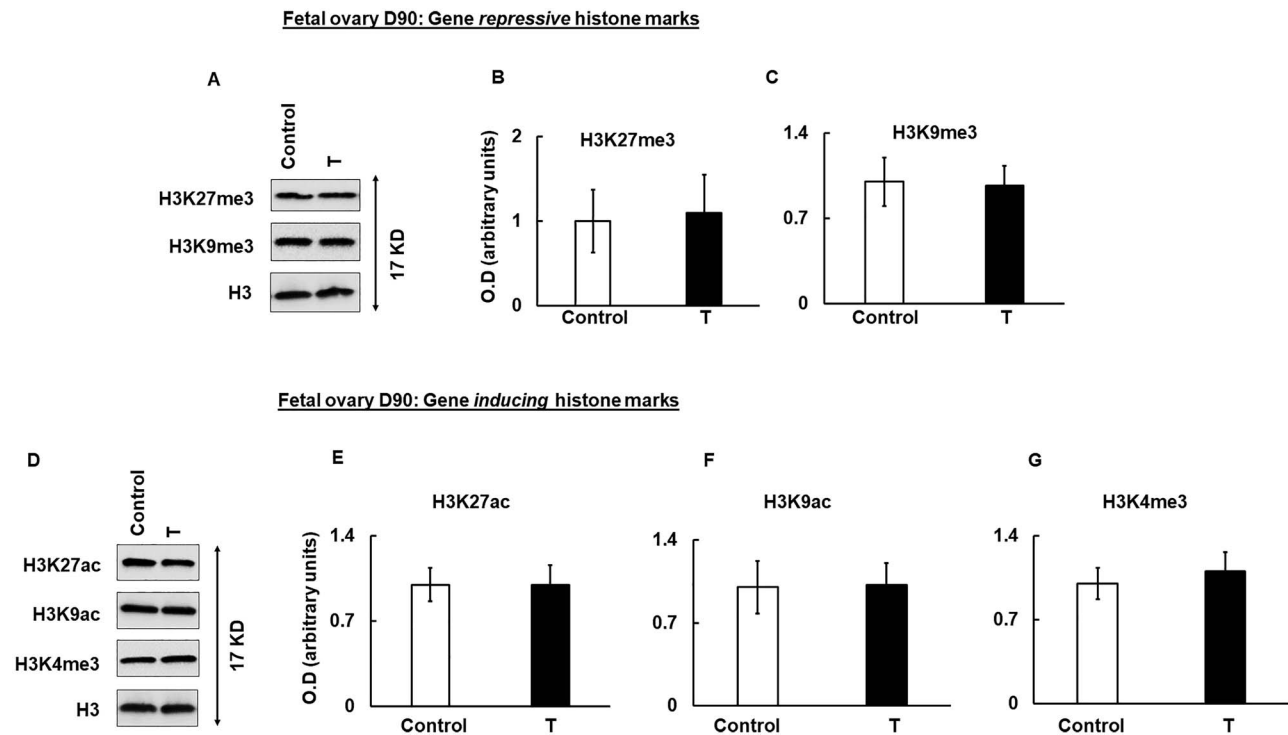 Fetal ovary D90: Gene repressive histone marks
A
Control
T
H3K27me3
H3K9me3
H3
17 KD
B
H3K27me3
O.D (arbitrary units)
2
1
0
Control
T
C
H3K9me3
1.4
0.7
0
Control
T
Fetal ovary D90: Gene inducing histone marks
D
Control
T
H3K27ac
H3K9ac
H3K4me3
H3
17 KD
E
H3K27ac
O.D (arbitrary units)
1.4
0.7
0
Control
T
F
H3K9ac
1.4
0.7
0
Control
T
G
H3K4me3
1.4
0.7
0
Control
T